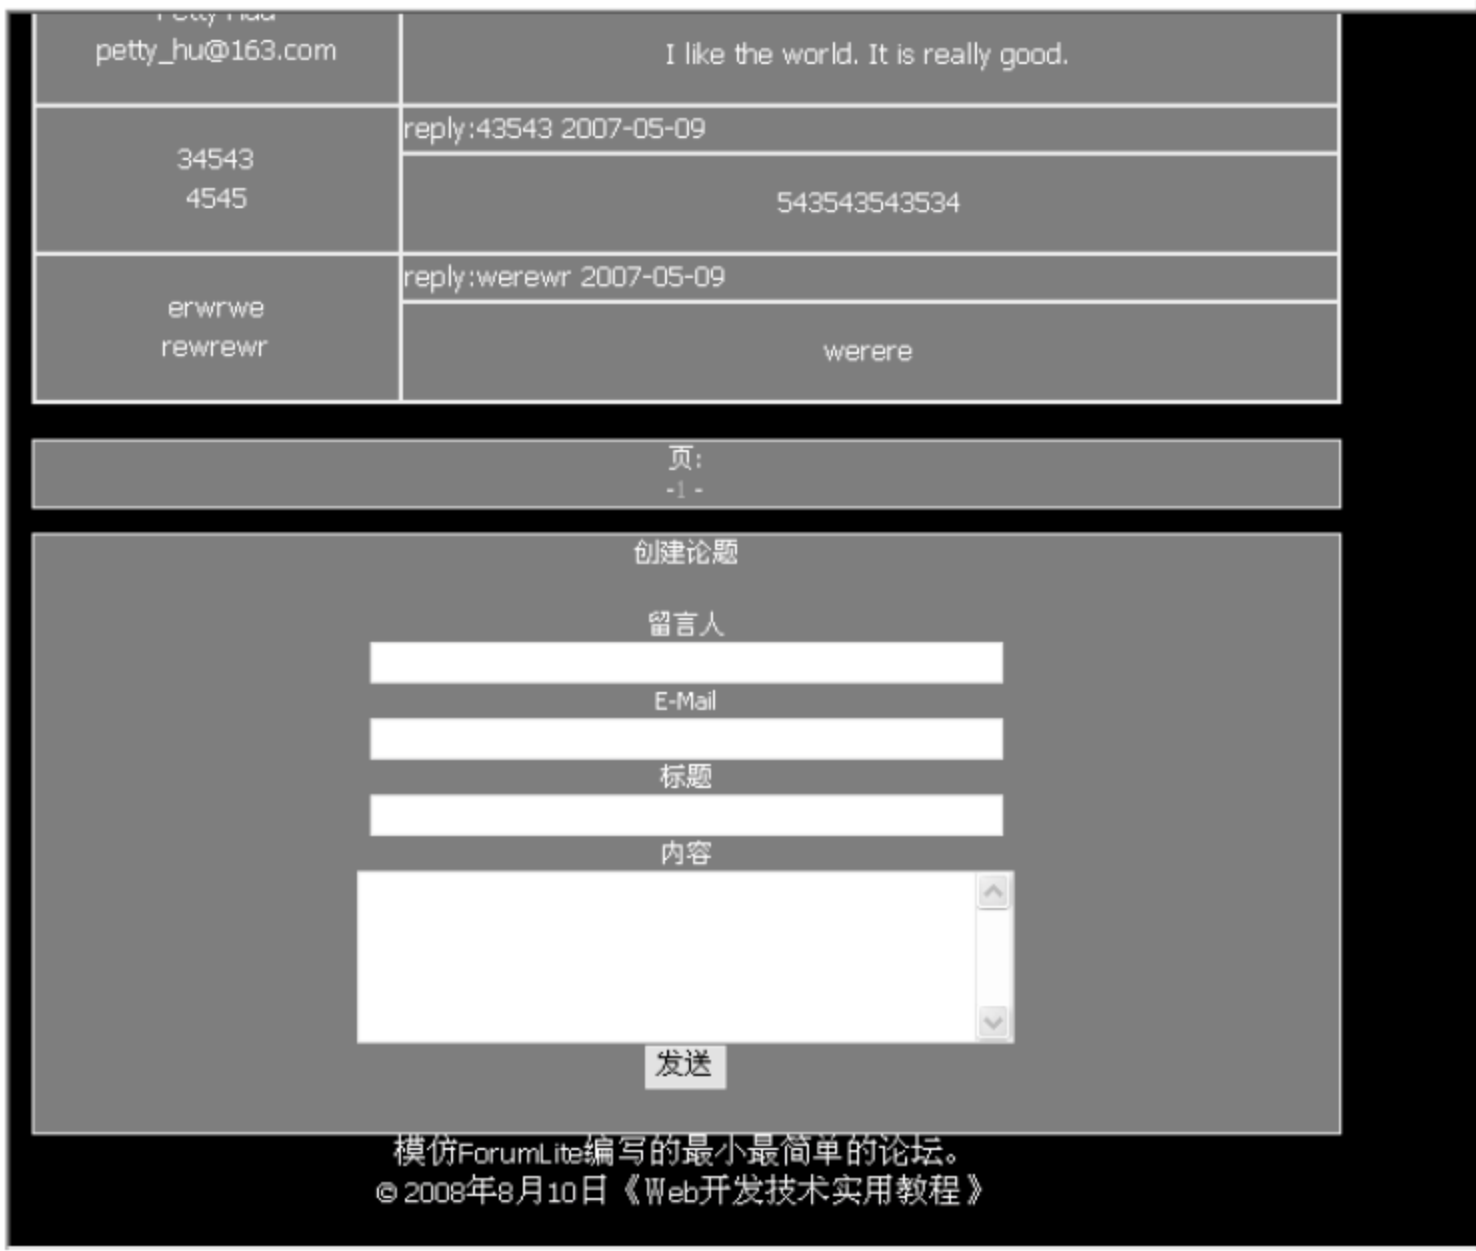 petty_hu@163.com
I like the world. It is really good.
34543
4545
reply:43543 2007-05-09
543543543534
erwrwe
rewrewr
reply:werewr 2007-05-09
werere
页:
-1 -
创建论题
留言人
E-Mail
标题
内容
发送
模仿ForumLite编写的最小最简单的论坛。
© 2008年8月10日《Web开发技术实用教程》